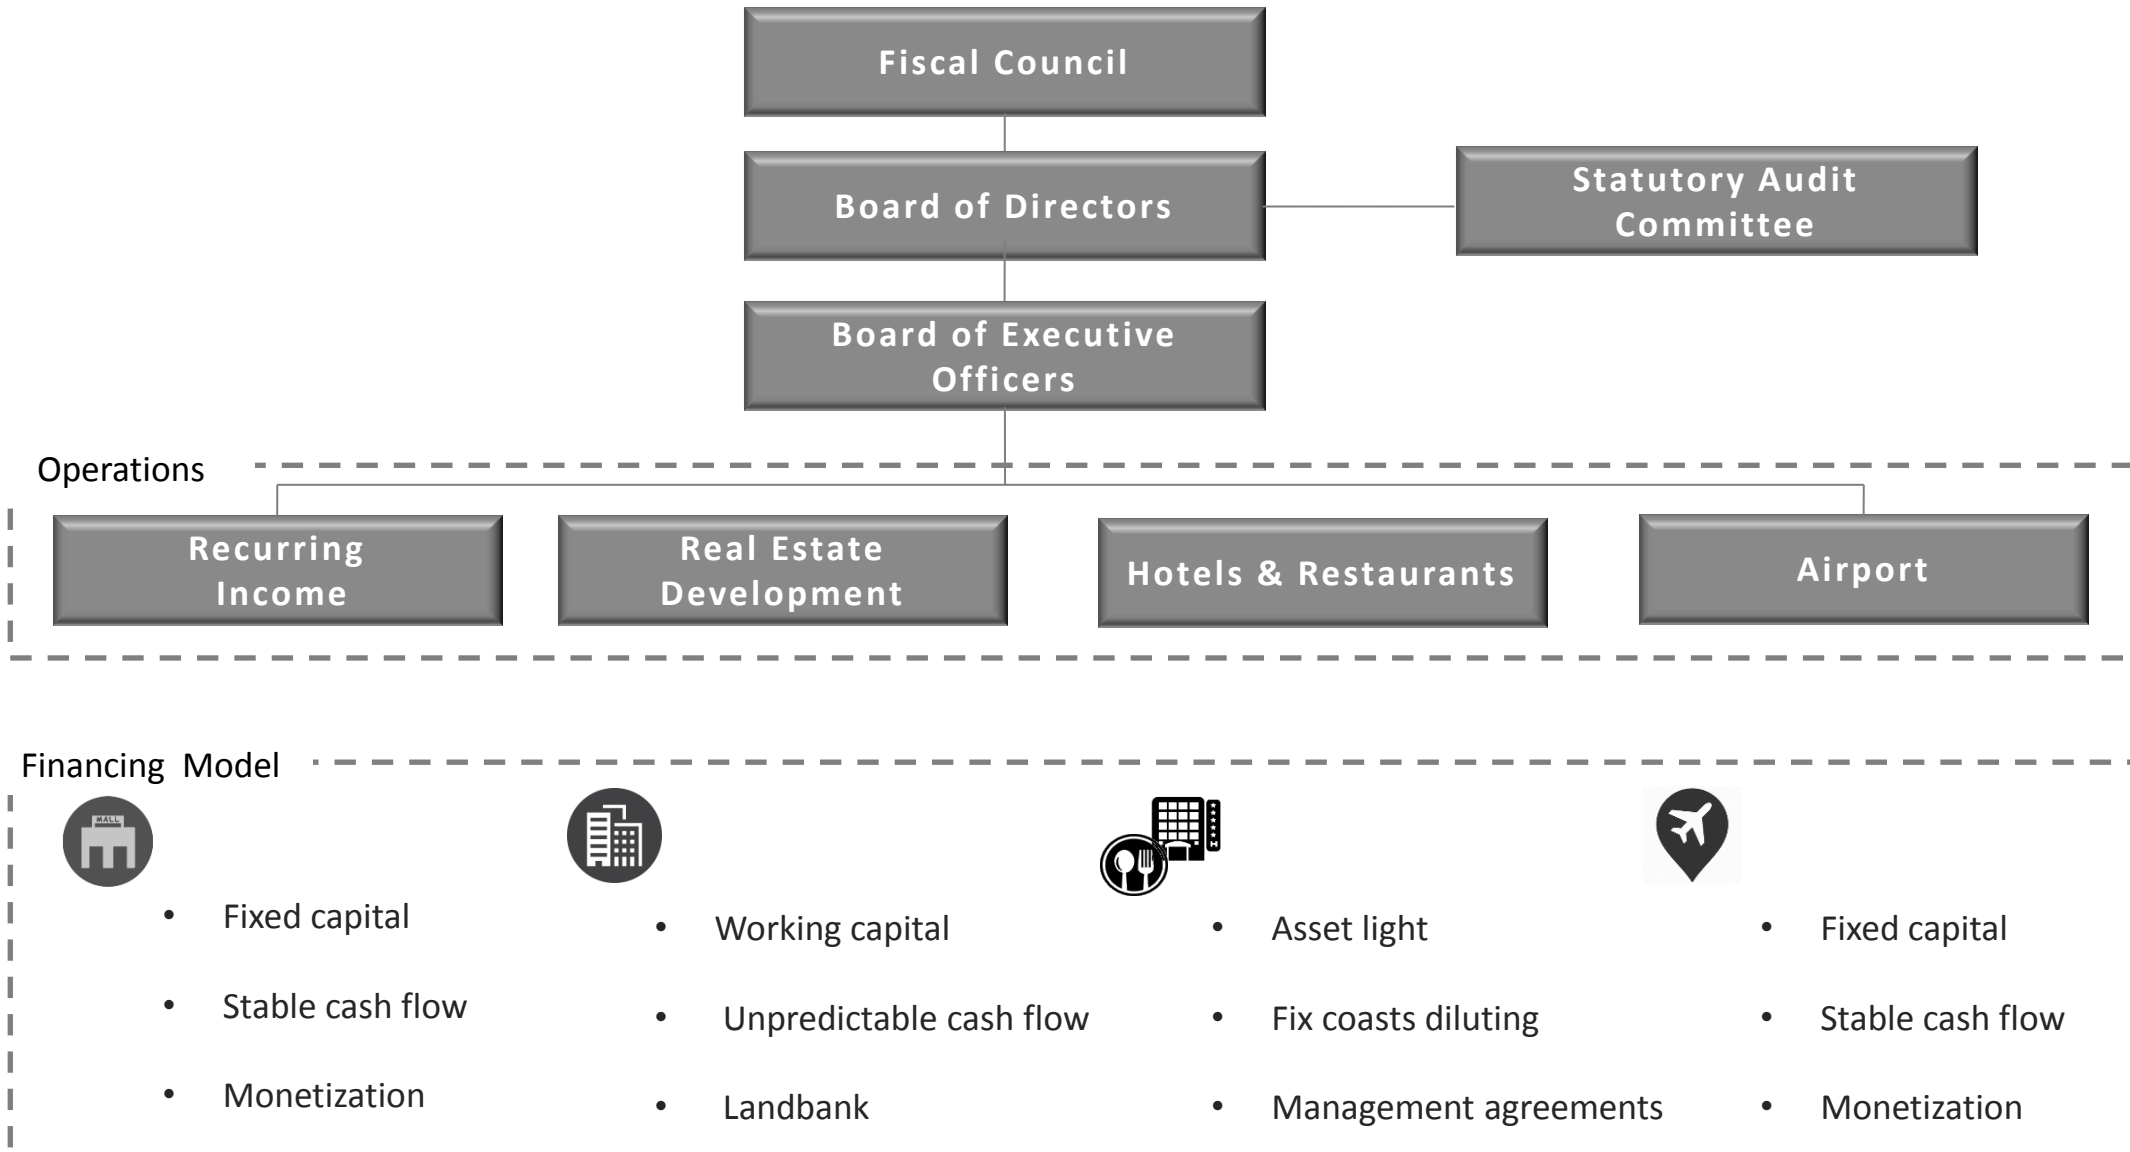 Fiscal Council
Board of Directors
Statutory Audit
Committee
Board of Executive
Officers
Operations
Recurring
Income
Real Estate
Development
Hotels & Restaurants
Airport
Financing Model
MALL
H
• Fixed capital
• Stable cash flow
• Monetization
• Working capital
• Unpredictable cash flow
• Landbank
• Asset light
• Fix coasts diluting
• Management agreements
• Fixed capital
• Stable cash flow
• Monetization